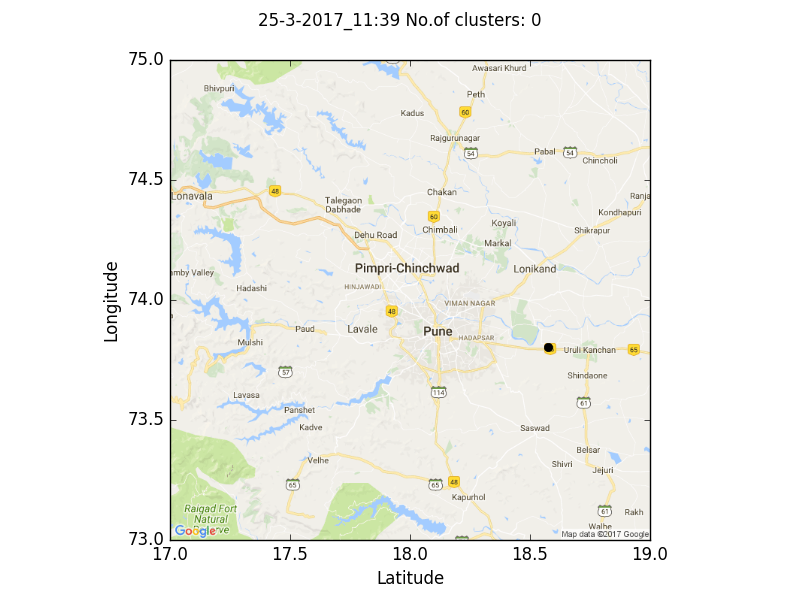 25-3-2017_11:39 No.of clusters: 0
75.0
Awasari Khurd
Bhivpuri
Peth
Kadus
60
Rajgurunagar
54
Pabal
54
Chincholi
74.5
48
Chakan
Lonavala
Talegaon
Dabhade
Ranja
60
Kondhapuri
Koyali
Chimbali
Shikrapur
Dehu Road
Markal
Pimpri-Chinchwad
Lonikand
amby Valley
HINJAWADI
Hadashi
74.0
VIMAN NAGAR
48
Paud
Lavale
Pune
HADAPSAR
Mulshi
Uruli Kanchan
65
57
Shindaone
Lavasa
114
61
Panshet
73.5
Kadve
Saswad
Belsar
Velhe
Shivri
Jejuri
65
65
48
Kapurhol
Raigad Fort
Natural
Reserve
61
Rakh
Walhe
Google
Map data ©2017 Google
73.0
17.0 17.5 18.0 18.5 19.0
Latitude
Longitude